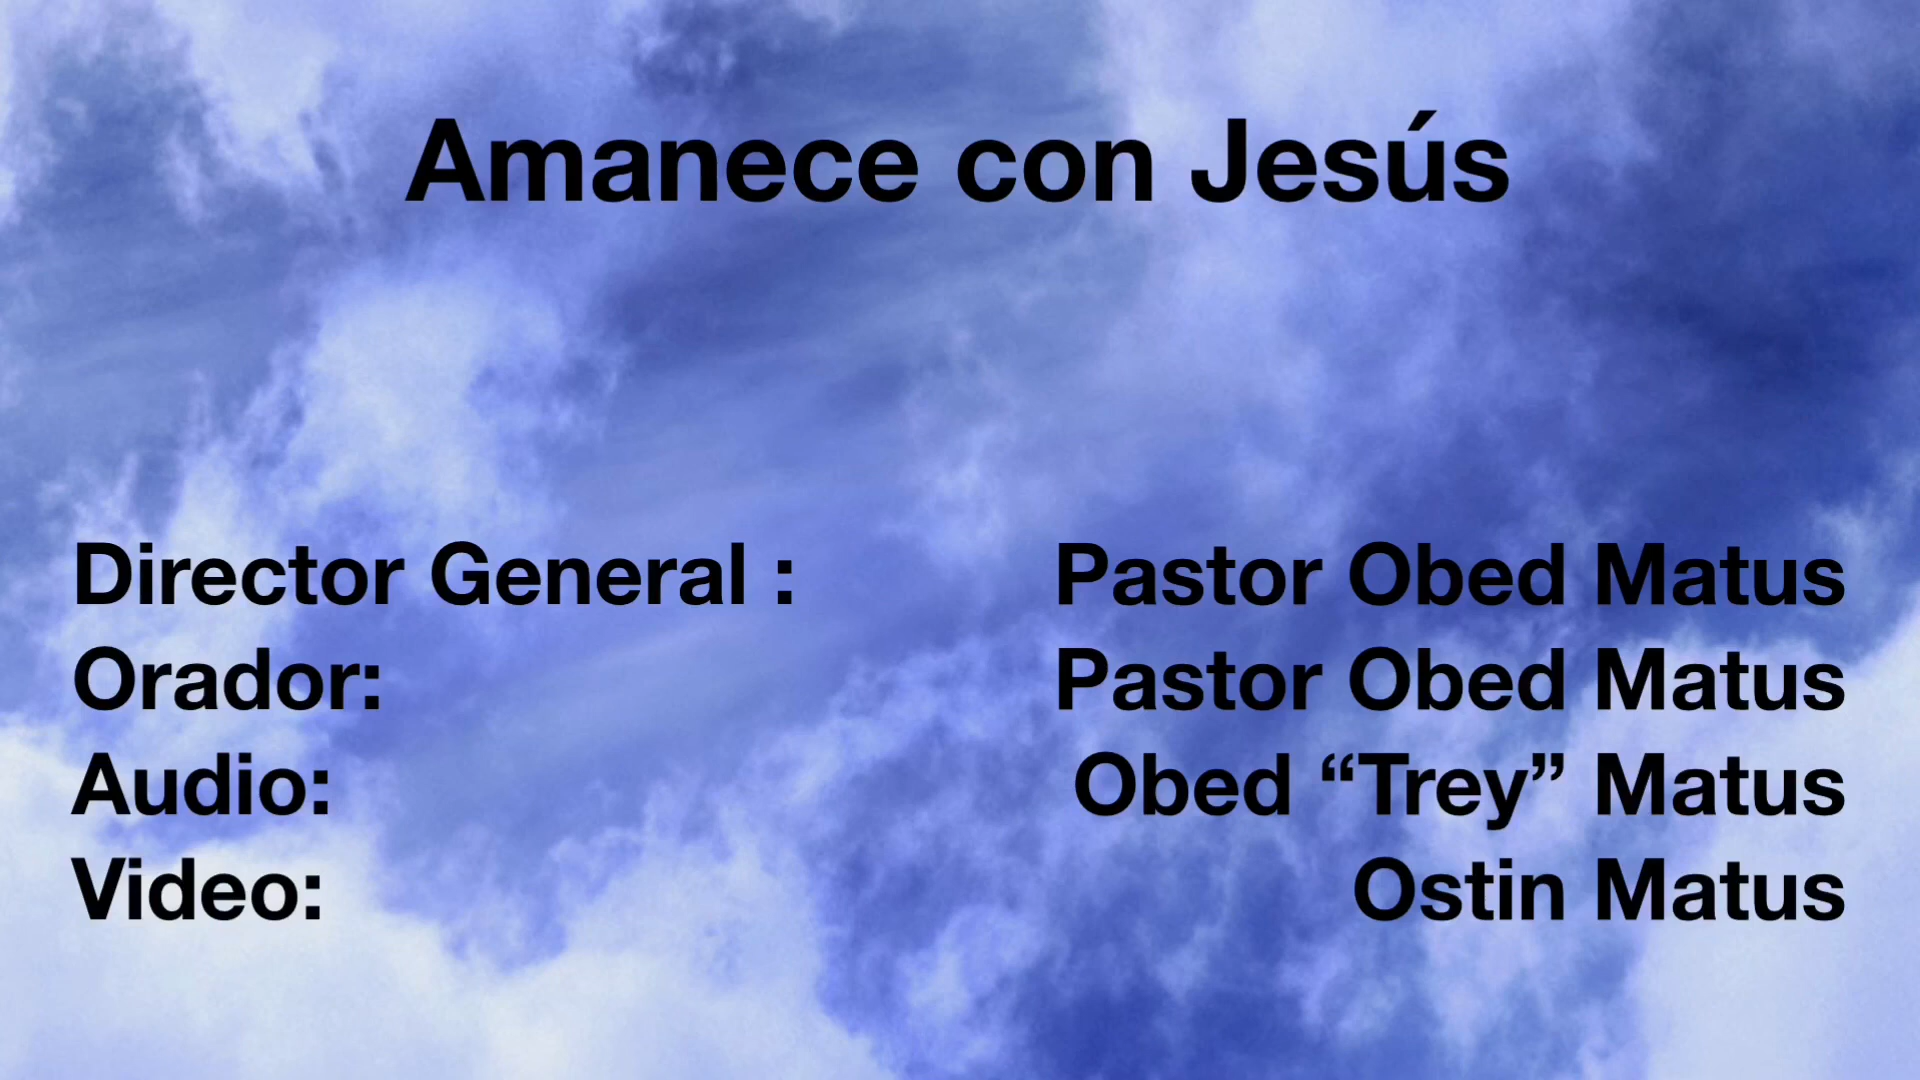 Amanece con Jesús
Director General : Pastor Obed Matus
Orador: Pastor Obed Matus
Audio: Obed “Trey” Matus
Video: Ostin Matus